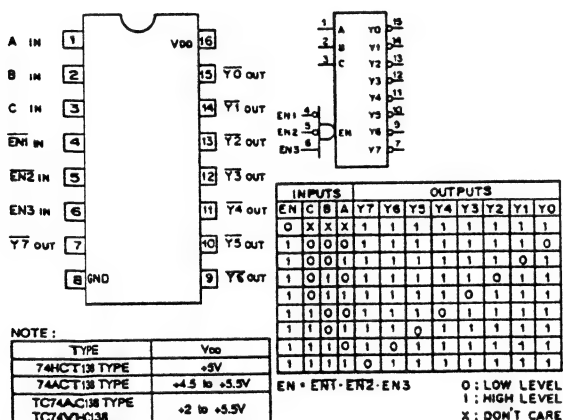 A IN 1
B IN 2
C IN 3
EN1 IN 4
EN2 IN 5
EN3 IN 6
Y7 OUT 7
8 GND
VDD 16
15 Y0 OUT
14 Y1 OUT
13 Y2 OUT
12 Y3 OUT
11 Y4 OUT
10 Y5 OUT
9 Y6 OUT
1 A Y0 15
2 B Y1 14
3 C Y2 13
Y3 12
Y4 11
EN1 4 Y5 10
EN2 5 EN Y6 9
EN3 6 Y7 7
INPUTS OUTPUTS
EN C B A Y7 Y6 Y5 Y4 Y3 Y2 Y1 Y0
0 X X X 1 1 1 1 1 1 1 1
1 0 0 0 1 1 1 1 1 1 1 0
1 0 0 1 1 1 1 1 1 1 0 1
1 0 1 0 1 1 1 1 1 0 1 1
1 0 1 1 1 1 1 1 0 1 1 1
1 1 0 0 1 1 1 0 1 1 1 1
1 1 0 1 1 1 0 1 1 1 1 1
1 1 1 0 1 0 1 1 1 1 1 1
1 1 1 1 0 1 1 1 1 1 1 1
EN = EN1·EN2·EN3
0 : LOW LEVEL
1 : HIGH LEVEL
X : DON'T CARE
NOTE :
TYPE VDD
74HCT138 TYPE +5V
74ACT138 TYPE +4.5 to +5.5V
TC74AC138 TYPE +2 to +5.5V
TC74VHC138